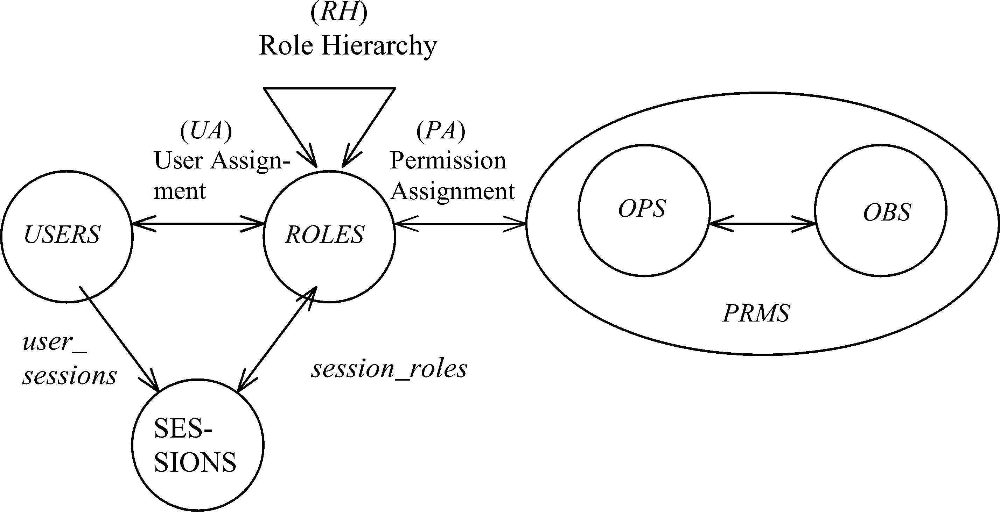 (RH)
Role Hierarchy
(UA)
User Assign-
ment
(PA)
Permission
Assignment
USERS
ROLES
OPS
OBS
PRMS
user_
sessions
session_roles
SES-
SIONS